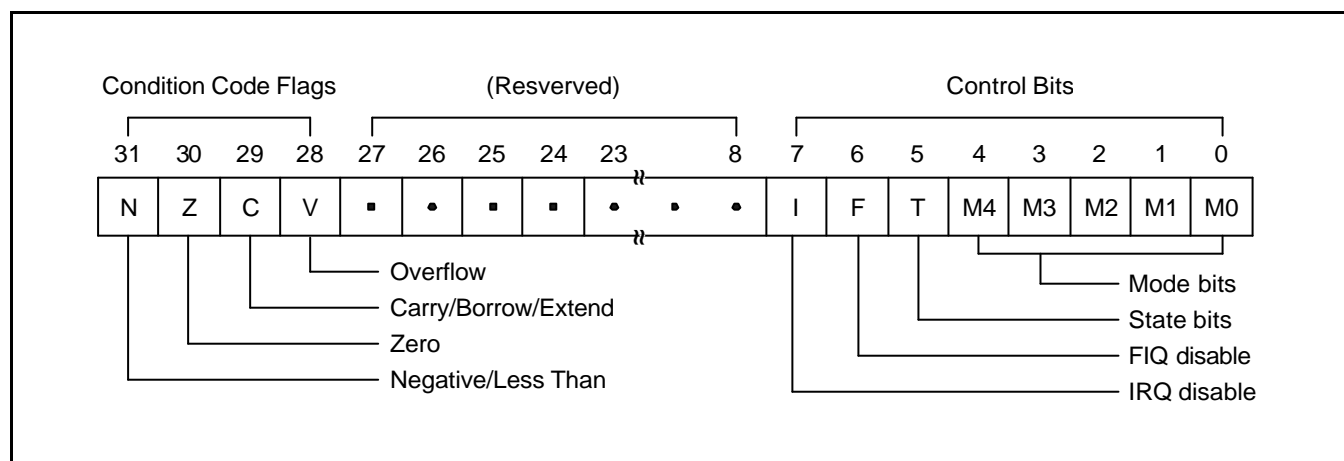 Condition Code Flags (Resverved) Control Bits
31 30 29 28 27 26 25 24 23 8 7 6 5 4 3 2 1 0
N Z C V I F T M4 M3 M2 M1 M0
Overflow
Carry/Borrow/Extend
Zero
Negative/Less Than
Mode bits
State bits
FIQ disable
IRQ disable